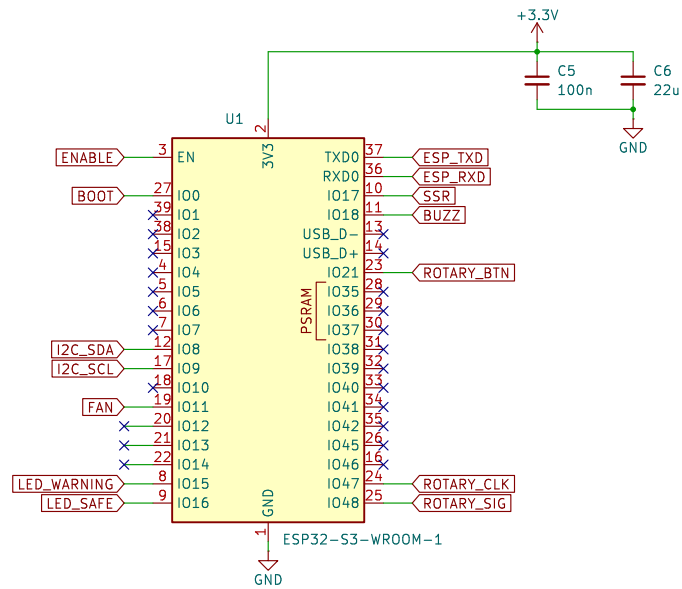 +3.3V
C5
100n
C6
22u
GND
U1
2
3V3
ENABLE 3 EN
BOOT 27 IO0
39 IO1
38 IO2
15 IO3
4 IO4
5 IO5
6 IO6
7 IO7
I2C_SDA 12 IO8
I2C_SCL 17 IO9
18 IO10
FAN 19 IO11
20 IO12
21 IO13
22 IO14
LED_WARNING 8 IO15
LED_SAFE 9 IO16
TXD0 37 ESP_TXD
RXD0 36 ESP_RXD
IO17 10 SSR
IO18 11 BUZZ
USB_D- 13
USB_D+ 14
IO21 23 ROTARY_BTN
PSRAM
IO35 28
IO36 29
IO37 30
IO38 31
IO39 32
IO40 33
IO41 34
IO42 35
IO45 26
IO46 16
IO47 24 ROTARY_CLK
IO48 25 ROTARY_SIG
GND
1
ESP32-S3-WROOM-1
GND